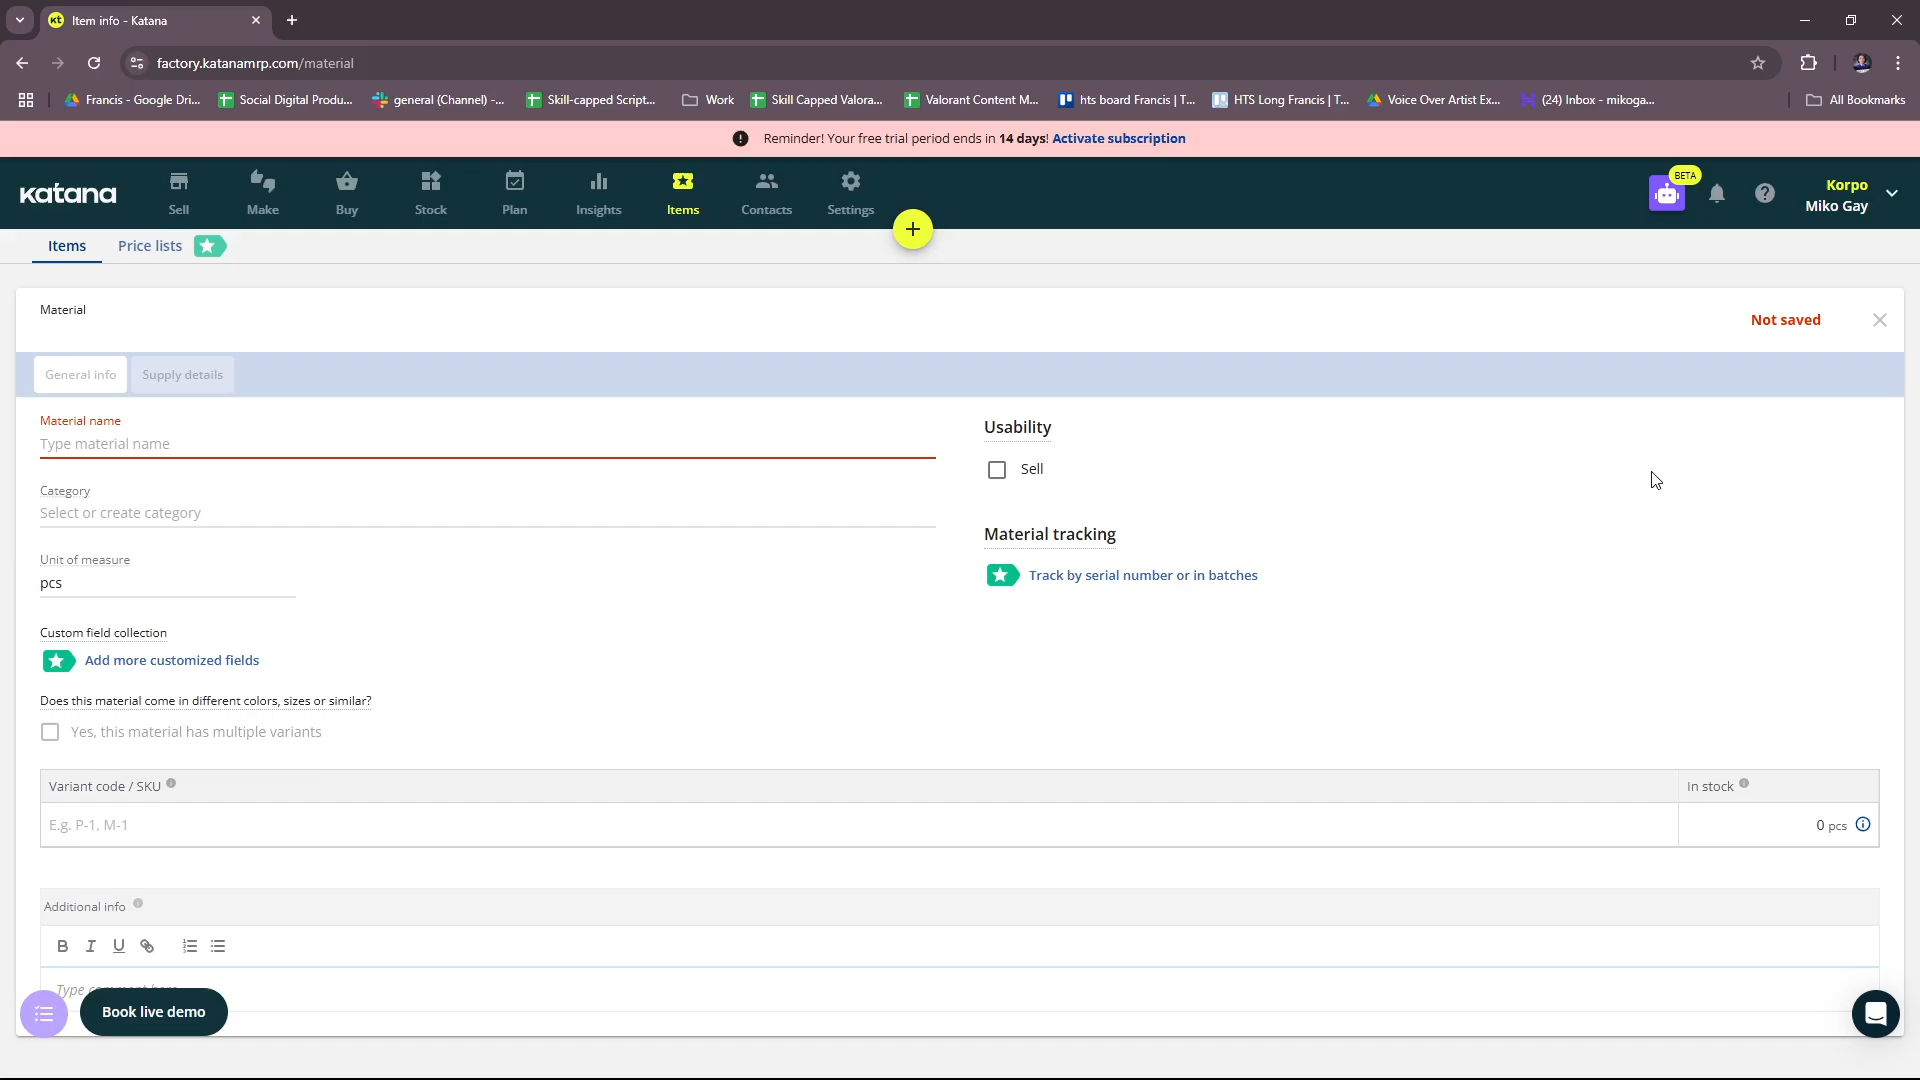 Item info - Katana
factory.katanamrp.com/material
Francis - Google Dri...
Social Digital Produ...
general (Channel) -...
Skill-capped Script...
Work
Skill Capped Valora...
Valorant Content M...
hts board Francis | T...
HTS Long Francis | T...
Voice Over Artist Ex...
(24) Inbox - mikoga...
All Bookmarks
Reminder! Your free trial period ends in 14 days! Activate subscription
katana
Sell
Make
Buy
Stock
Plan
Insights
Items
Contacts
Settings
BETA
Korpo
Miko Gay
Items
Price lists
Material
Not saved
General info
Supply details
Material name
Type material name
Category
Select or create category
Unit of measure
pcs
Custom field collection
Add more customized fields
Does this material come in different colors, sizes or similar?
Yes, this material has multiple variants
Usability
Sell
Material tracking
Track by serial number or in batches
Variant code / SKU
In stock
E.g. P-1, M-1
0 pcs
Additional info
B I U
Type comment here
Book live demo